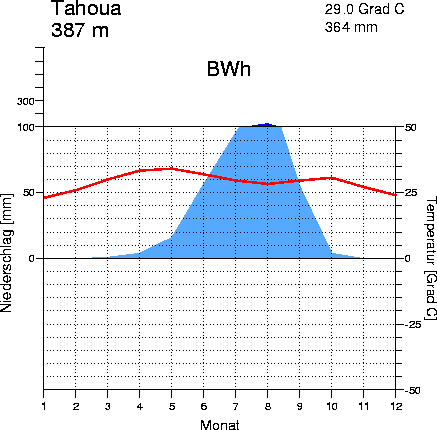 Tahoua
387 m
29.0 Grad C
364 mm
BWh
300
100
50
0
50
25
0
-25
-50
Niederschlag [mm]
Temperatur [Grad C]
1 2 3 4 5 6 7 8 9 10 11 12
Monat